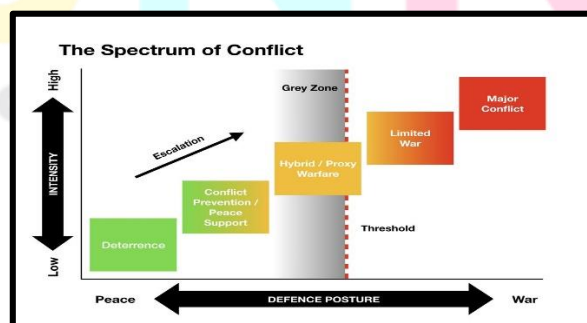 The Spectrum of Conflict
High
INTENSITY
Low
Escalation
Grey Zone
Major
Conflict
Limited
War
Hybrid / Proxy
Warfare
Conflict
Prevention /
Peace
Support
Deterrence
Threshold
Peace
DEFENCE POSTURE
War